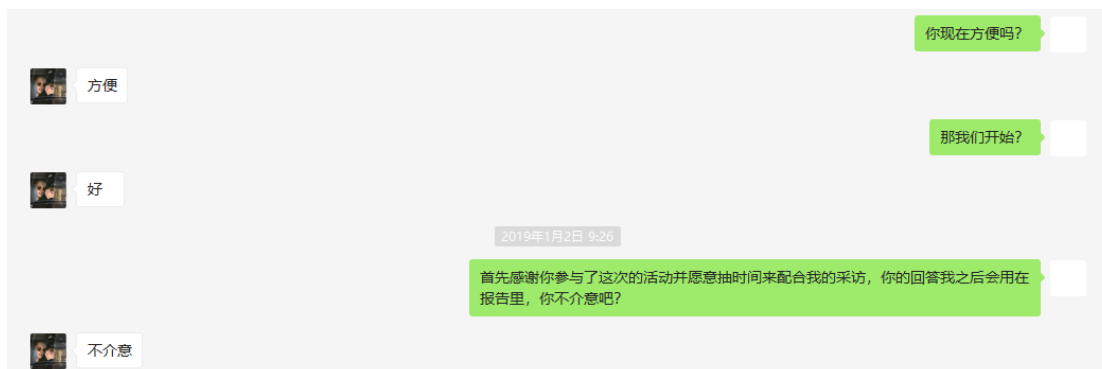 你现在方便吗？
方便
那我们开始？
好
2019年1月2日 9:26
首先感谢你参与了这次的活动并愿意抽时间来配合我的采访，你的回答我之后会用在
报告里，你不介意吧？
不介意